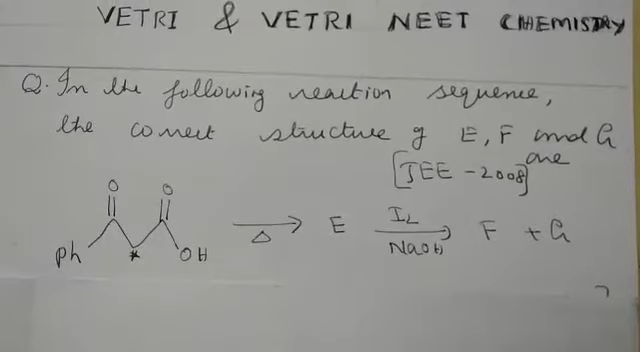 VETRI & VETRI NEET CHEMISTRY
Q. In the following reaction sequence,
the correct structure of E, F and G
are
[JEE - 2008]
O O
Ph * OH
Δ E I2 NaOH F + G